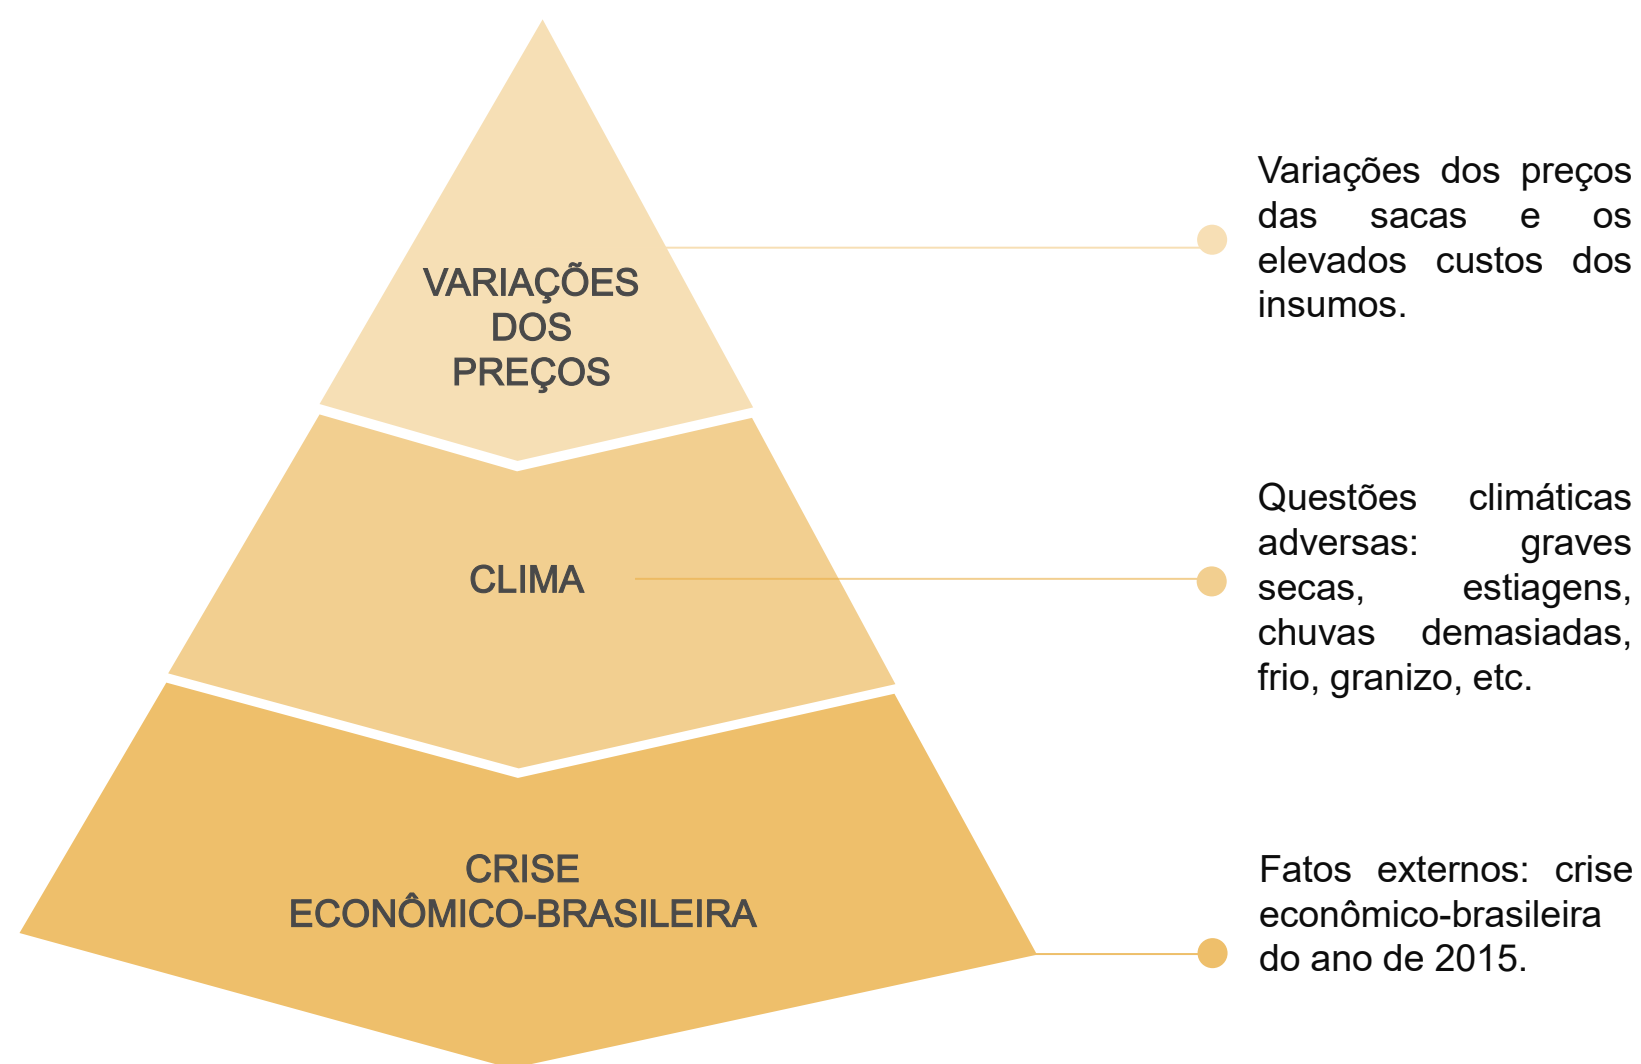 VARIAÇÕES
DOS
PREÇOS
Variações dos preços
das sacas e os
elevados custos dos
insumos.
CLIMA
Questões climáticas
adversas: graves
secas, estiagens,
chuvas demasiadas,
frio, granizo, etc.
CRISE
ECONÔMICO-BRASILEIRA
Fatos externos: crise
econômico-brasileira
do ano de 2015.